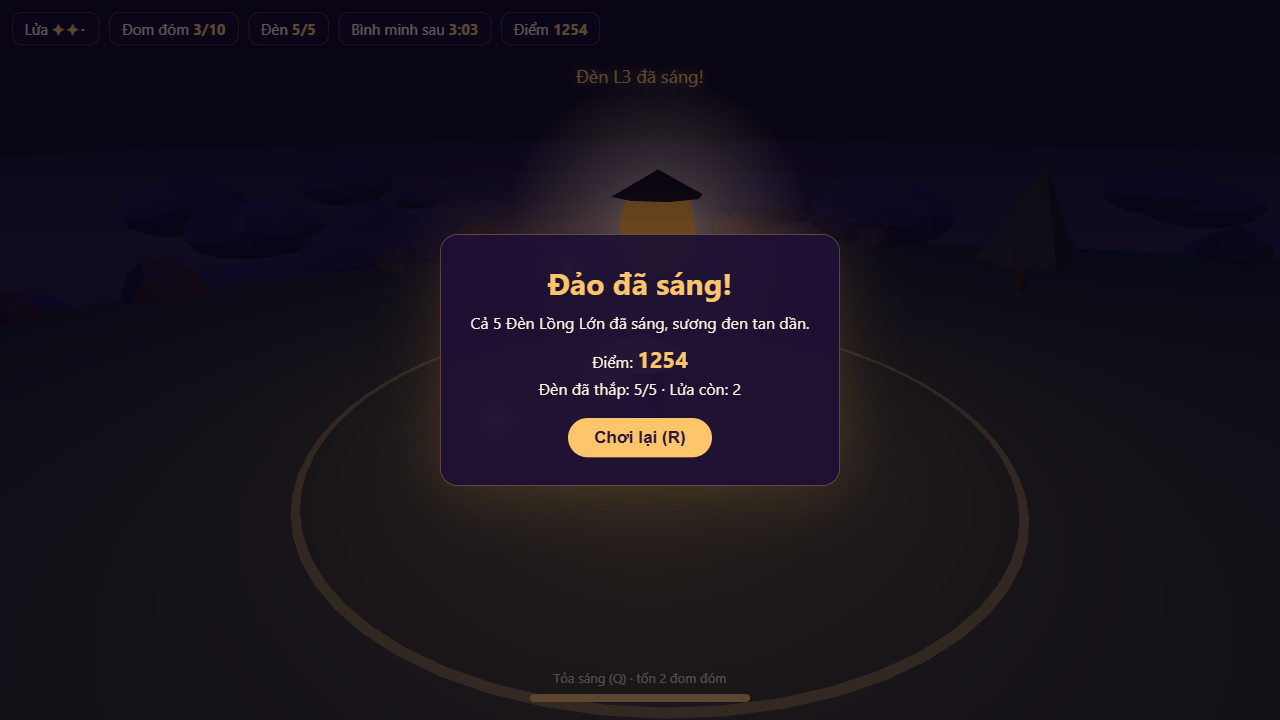 Lửa ✦✦·
Đom đóm 3/10
Đèn 5/5
Bình minh sau 3:03
Điểm 1254
Đèn L3 đã sáng!
Đảo đã sáng!
Cả 5 Đèn Lồng Lớn đã sáng, sương đen tan dần.
Điểm: 1254
Đèn đã thắp: 5/5 · Lửa còn: 2
Chơi lại (R)
Tỏa sáng (Q) · tốn 2 đom đóm